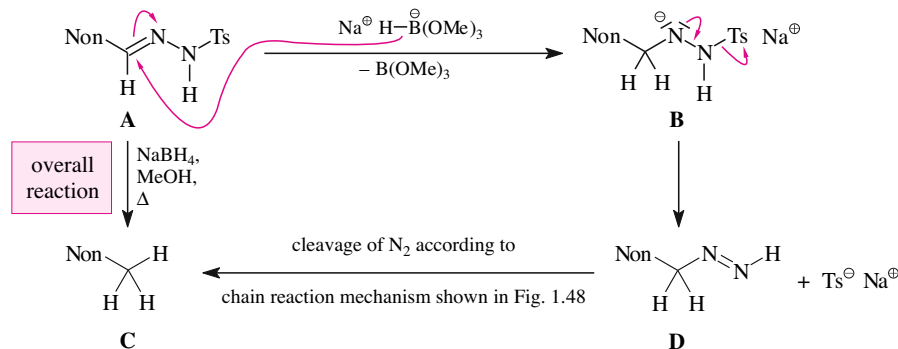 Non N N H Ts H
A
Na⊕ H–B⊖(OMe)3
– B(OMe)3
Non ⊖ N N H Ts H H Na⊕
B
overall
reaction
NaBH4,
MeOH,
Δ
Non H H H
C
cleavage of N2 according to
chain reaction mechanism shown in Fig. 1.48
Non N N H H H
D
+ Ts⊖ Na⊕